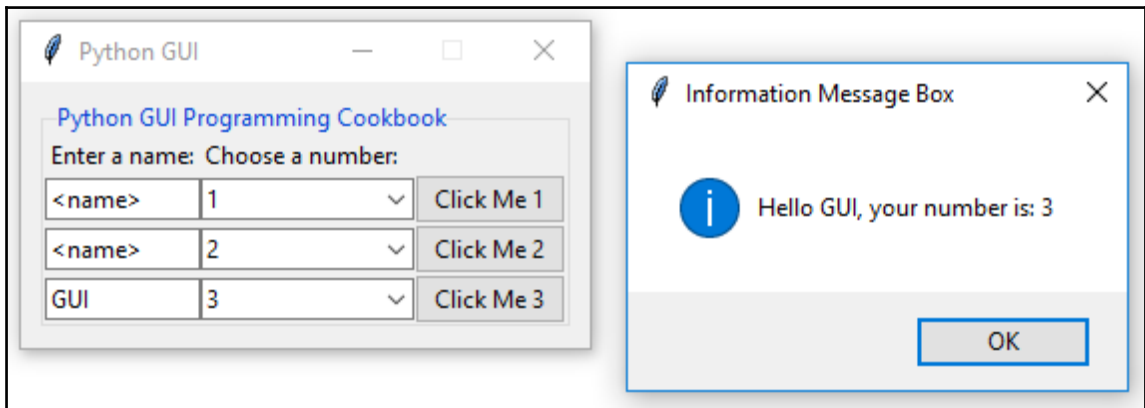 Python GUI
Python GUI Programming Cookbook
Enter a name: Choose a number:
<name> 1 Click Me 1
<name> 2 Click Me 2
GUI 3 Click Me 3
Information Message Box
i
Hello GUI, your number is: 3
OK